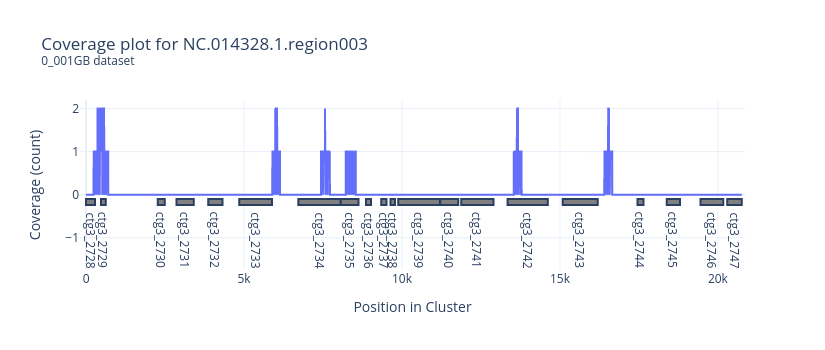 Coverage plot for NC.014328.1.region003
0_001GB dataset
Coverage (count)
2
1
0
−1
ctg3_2728
ctg3_2729
ctg3_2730
ctg3_2731
ctg3_2732
ctg3_2733
ctg3_2734
ctg3_2735
ctg3_2736
ctg3_2737
ctg3_2738
ctg3_2739
ctg3_2740
ctg3_2741
ctg3_2742
ctg3_2743
ctg3_2744
ctg3_2745
ctg3_2746
ctg3_2747
0
5k
10k
15k
20k
Position in Cluster